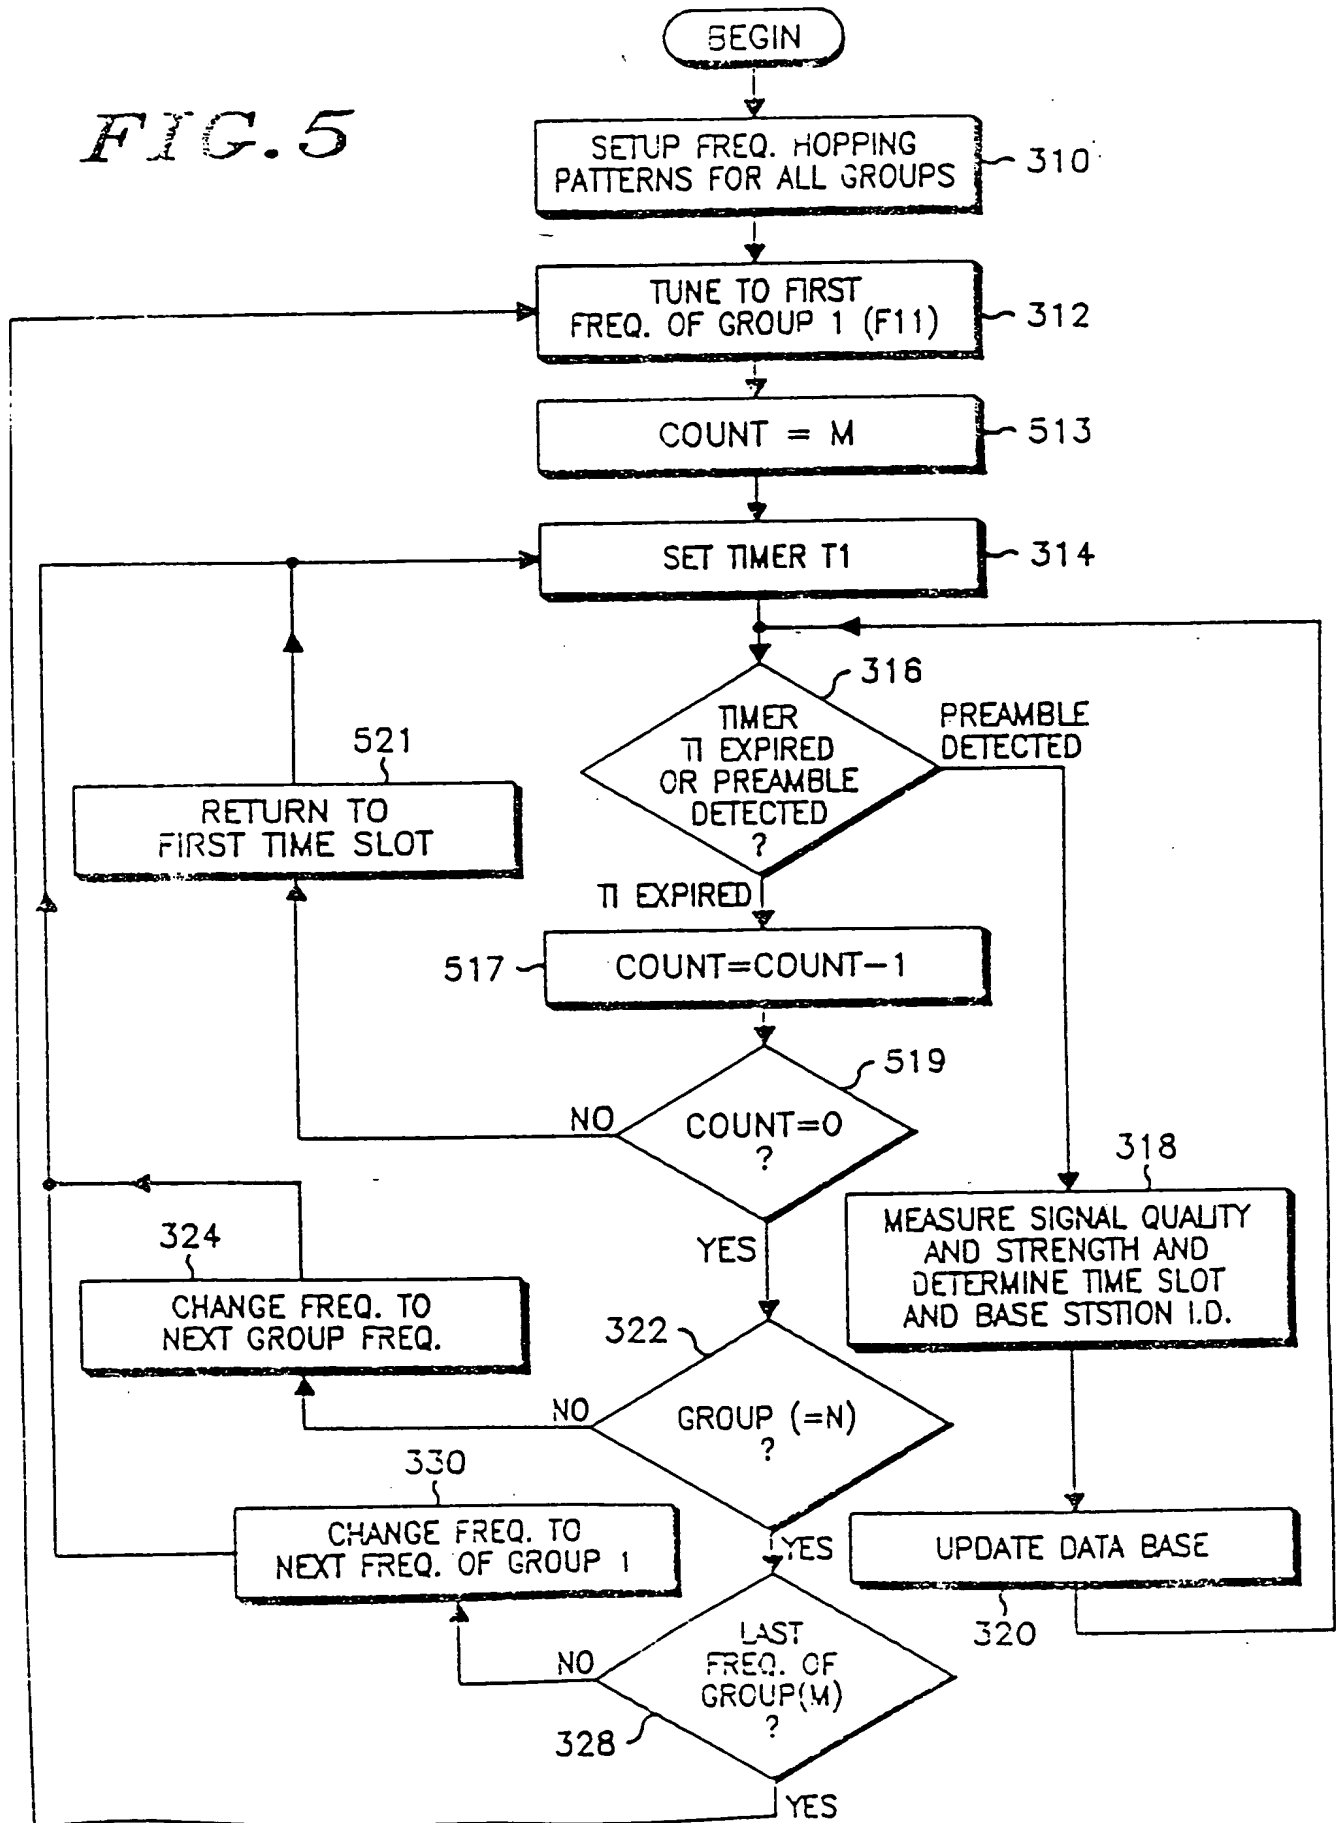 FIG. 5
BEGIN
SETUP FREQ. HOPPING
PATTERNS FOR ALL GROUPS
310
TUNE TO FIRST
FREQ. OF GROUP 1 (F11)
312
COUNT = M
513
SET TIMER T1
314
316
TIMER
T1 EXPIRED
OR PREAMBLE
DETECTED
?
PREAMBLE
DETECTED
521
RETURN TO
FIRST TIME SLOT
T1 EXPIRED
517
COUNT=COUNT-1
519
COUNT=0
?
NO
YES
318
MEASURE SIGNAL QUALITY
AND STRENGTH AND
DETERMINE TIME SLOT
AND BASE STSTION I.D.
324
CHANGE FREQ. TO
NEXT GROUP FREQ.
322
GROUP (=N)
?
NO
YES
330
CHANGE FREQ. TO
NEXT FREQ. OF GROUP 1
UPDATE DATA BASE
320
LAST
FREQ. OF
GROUP(M)
?
NO
328
YES